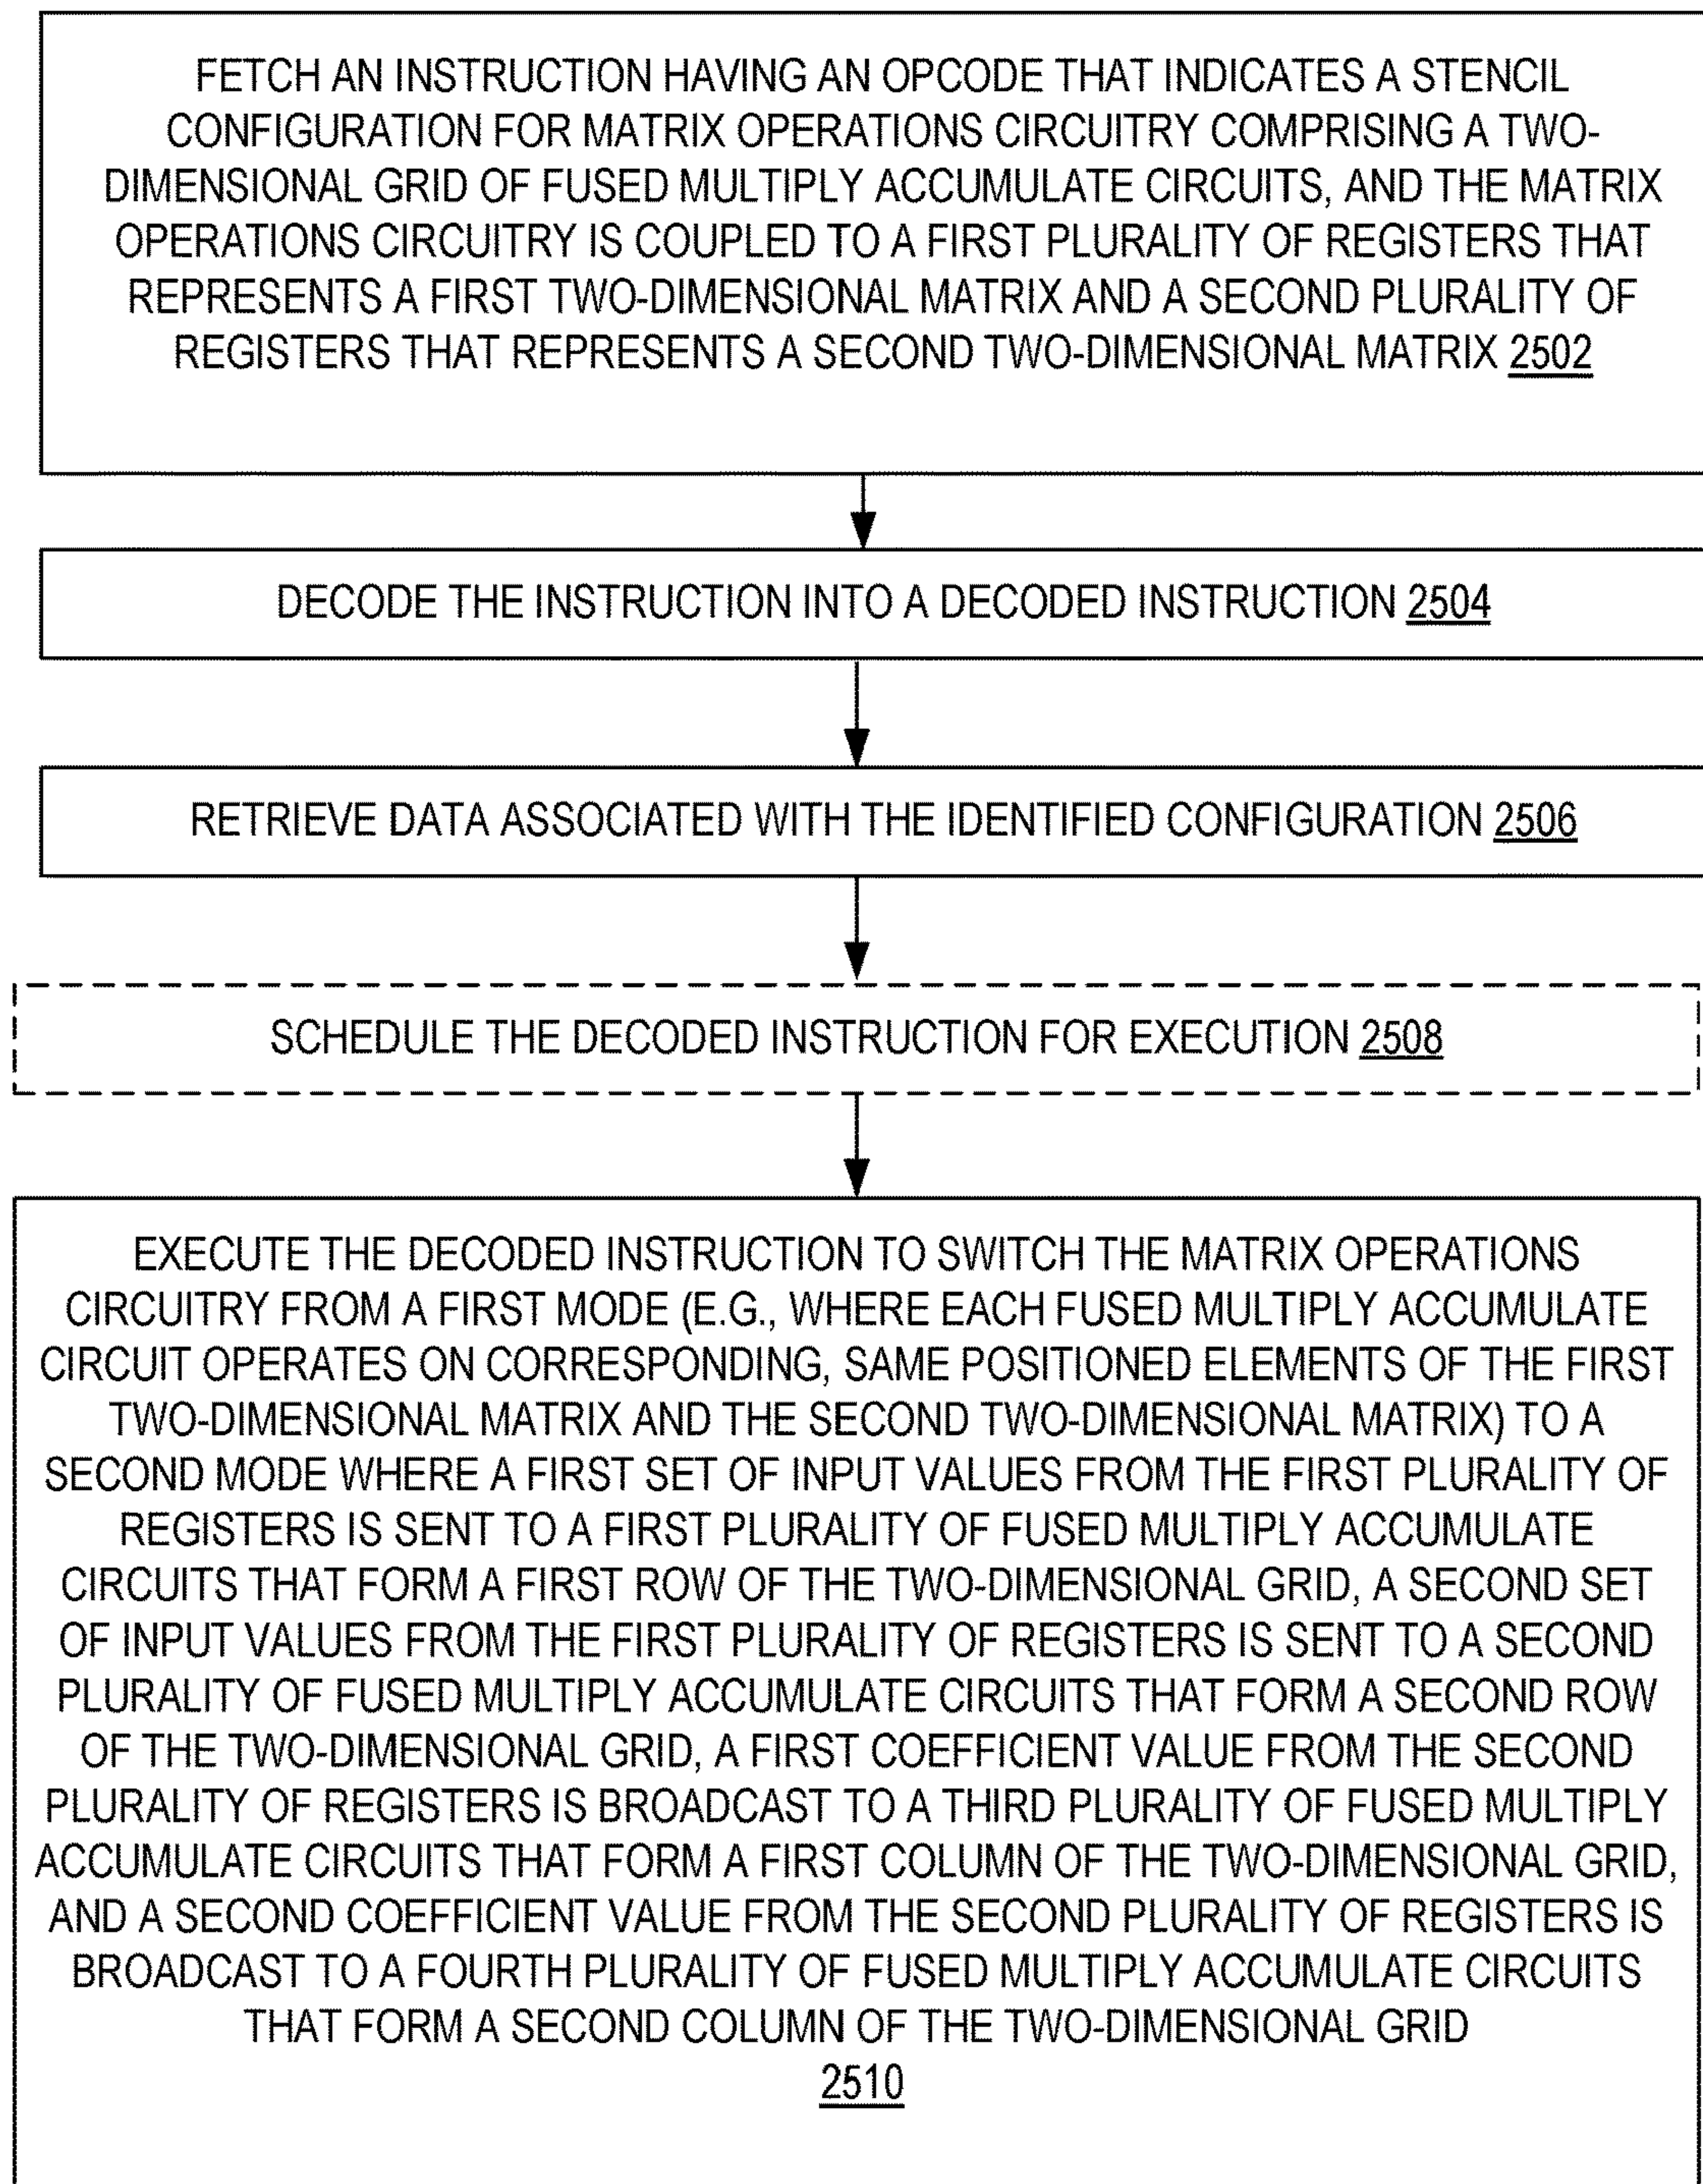 FETCH AN INSTRUCTION HAVING AN OPCODE THAT INDICATES A STENCIL
CONFIGURATION FOR MATRIX OPERATIONS CIRCUITRY COMPRISING A TWO-
DIMENSIONAL GRID OF FUSED MULTIPLY ACCUMULATE CIRCUITS, AND THE MATRIX
OPERATIONS CIRCUITRY IS COUPLED TO A FIRST PLURALITY OF REGISTERS THAT
REPRESENTS A FIRST TWO-DIMENSIONAL MATRIX AND A SECOND PLURALITY OF
REGISTERS THAT REPRESENTS A SECOND TWO-DIMENSIONAL MATRIX 2502
DECODE THE INSTRUCTION INTO A DECODED INSTRUCTION 2504
RETRIEVE DATA ASSOCIATED WITH THE IDENTIFIED CONFIGURATION 2506
SCHEDULE THE DECODED INSTRUCTION FOR EXECUTION 2508
EXECUTE THE DECODED INSTRUCTION TO SWITCH THE MATRIX OPERATIONS
CIRCUITRY FROM A FIRST MODE (E.G., WHERE EACH FUSED MULTIPLY ACCUMULATE
CIRCUIT OPERATES ON CORRESPONDING, SAME POSITIONED ELEMENTS OF THE FIRST
TWO-DIMENSIONAL MATRIX AND THE SECOND TWO-DIMENSIONAL MATRIX) TO A
SECOND MODE WHERE A FIRST SET OF INPUT VALUES FROM THE FIRST PLURALITY OF
REGISTERS IS SENT TO A FIRST PLURALITY OF FUSED MULTIPLY ACCUMULATE
CIRCUITS THAT FORM A FIRST ROW OF THE TWO-DIMENSIONAL GRID, A SECOND SET
OF INPUT VALUES FROM THE FIRST PLURALITY OF REGISTERS IS SENT TO A SECOND
PLURALITY OF FUSED MULTIPLY ACCUMULATE CIRCUITS THAT FORM A SECOND ROW
OF THE TWO-DIMENSIONAL GRID, A FIRST COEFFICIENT VALUE FROM THE SECOND
PLURALITY OF REGISTERS IS BROADCAST TO A THIRD PLURALITY OF FUSED MULTIPLY
ACCUMULATE CIRCUITS THAT FORM A FIRST COLUMN OF THE TWO-DIMENSIONAL GRID,
AND A SECOND COEFFICIENT VALUE FROM THE SECOND PLURALITY OF REGISTERS IS
BROADCAST TO A FOURTH PLURALITY OF FUSED MULTIPLY ACCUMULATE CIRCUITS
THAT FORM A SECOND COLUMN OF THE TWO-DIMENSIONAL GRID
2510